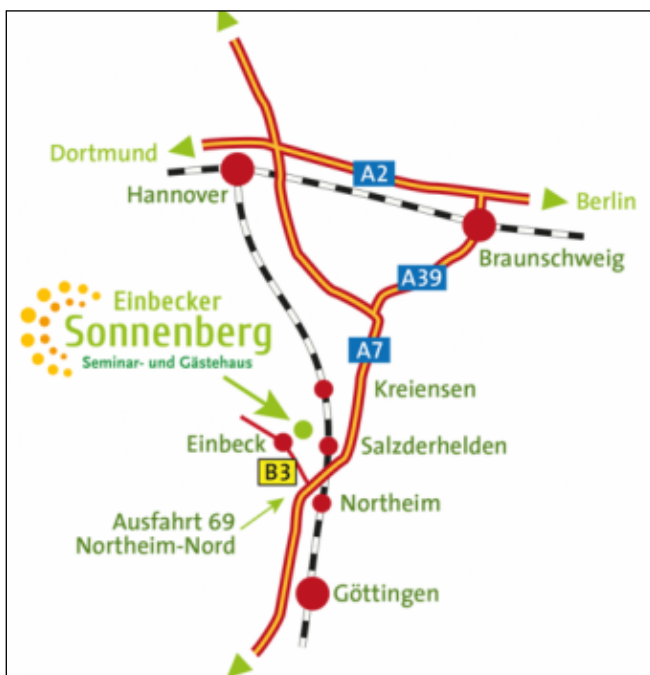 Dortmund
Hannover
A2
Berlin
Braunschweig
A39
Einbecker
Sonnenberg
Seminar- und Gästehaus
A7
Kreiensen
Einbeck
Salzderhelden
B3
Northeim
Ausfahrt 69
Northeim-Nord
Göttingen